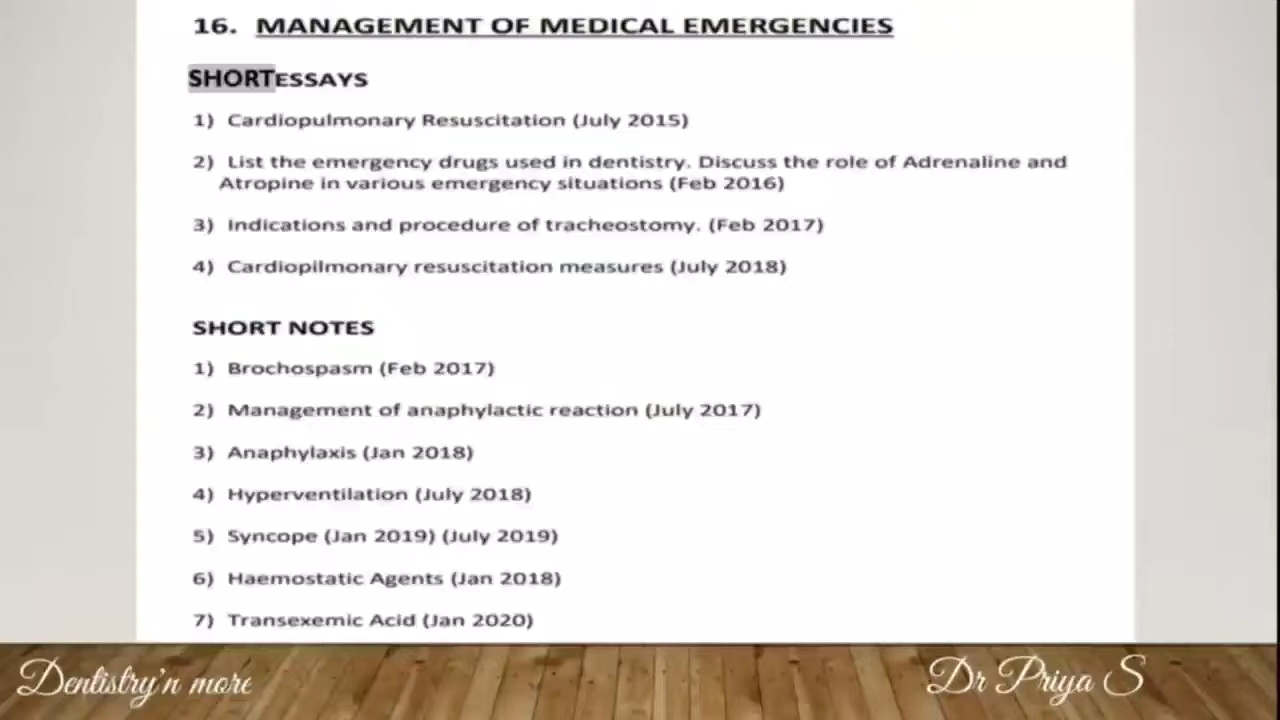 16. MANAGEMENT OF MEDICAL EMERGENCIES
SHORT ESSAYS
1) Cardiopulmonary Resuscitation (July 2015)
2) List the emergency drugs used in dentistry. Discuss the role of Adrenaline and
Atropine in various emergency situations (Feb 2016)
3) Indications and procedure of tracheostomy. (Feb 2017)
4) Cardiopilmonary resuscitation measures (July 2018)
SHORT NOTES
1) Brochospasm (Feb 2017)
2) Management of anaphylactic reaction (July 2017)
3) Anaphylaxis (Jan 2018)
4) Hyperventilation (July 2018)
5) Syncope (Jan 2019) (July 2019)
6) Haemostatic Agents (Jan 2018)
7) Transexemic Acid (Jan 2020)
Dentistry'n more
Dr Priya S